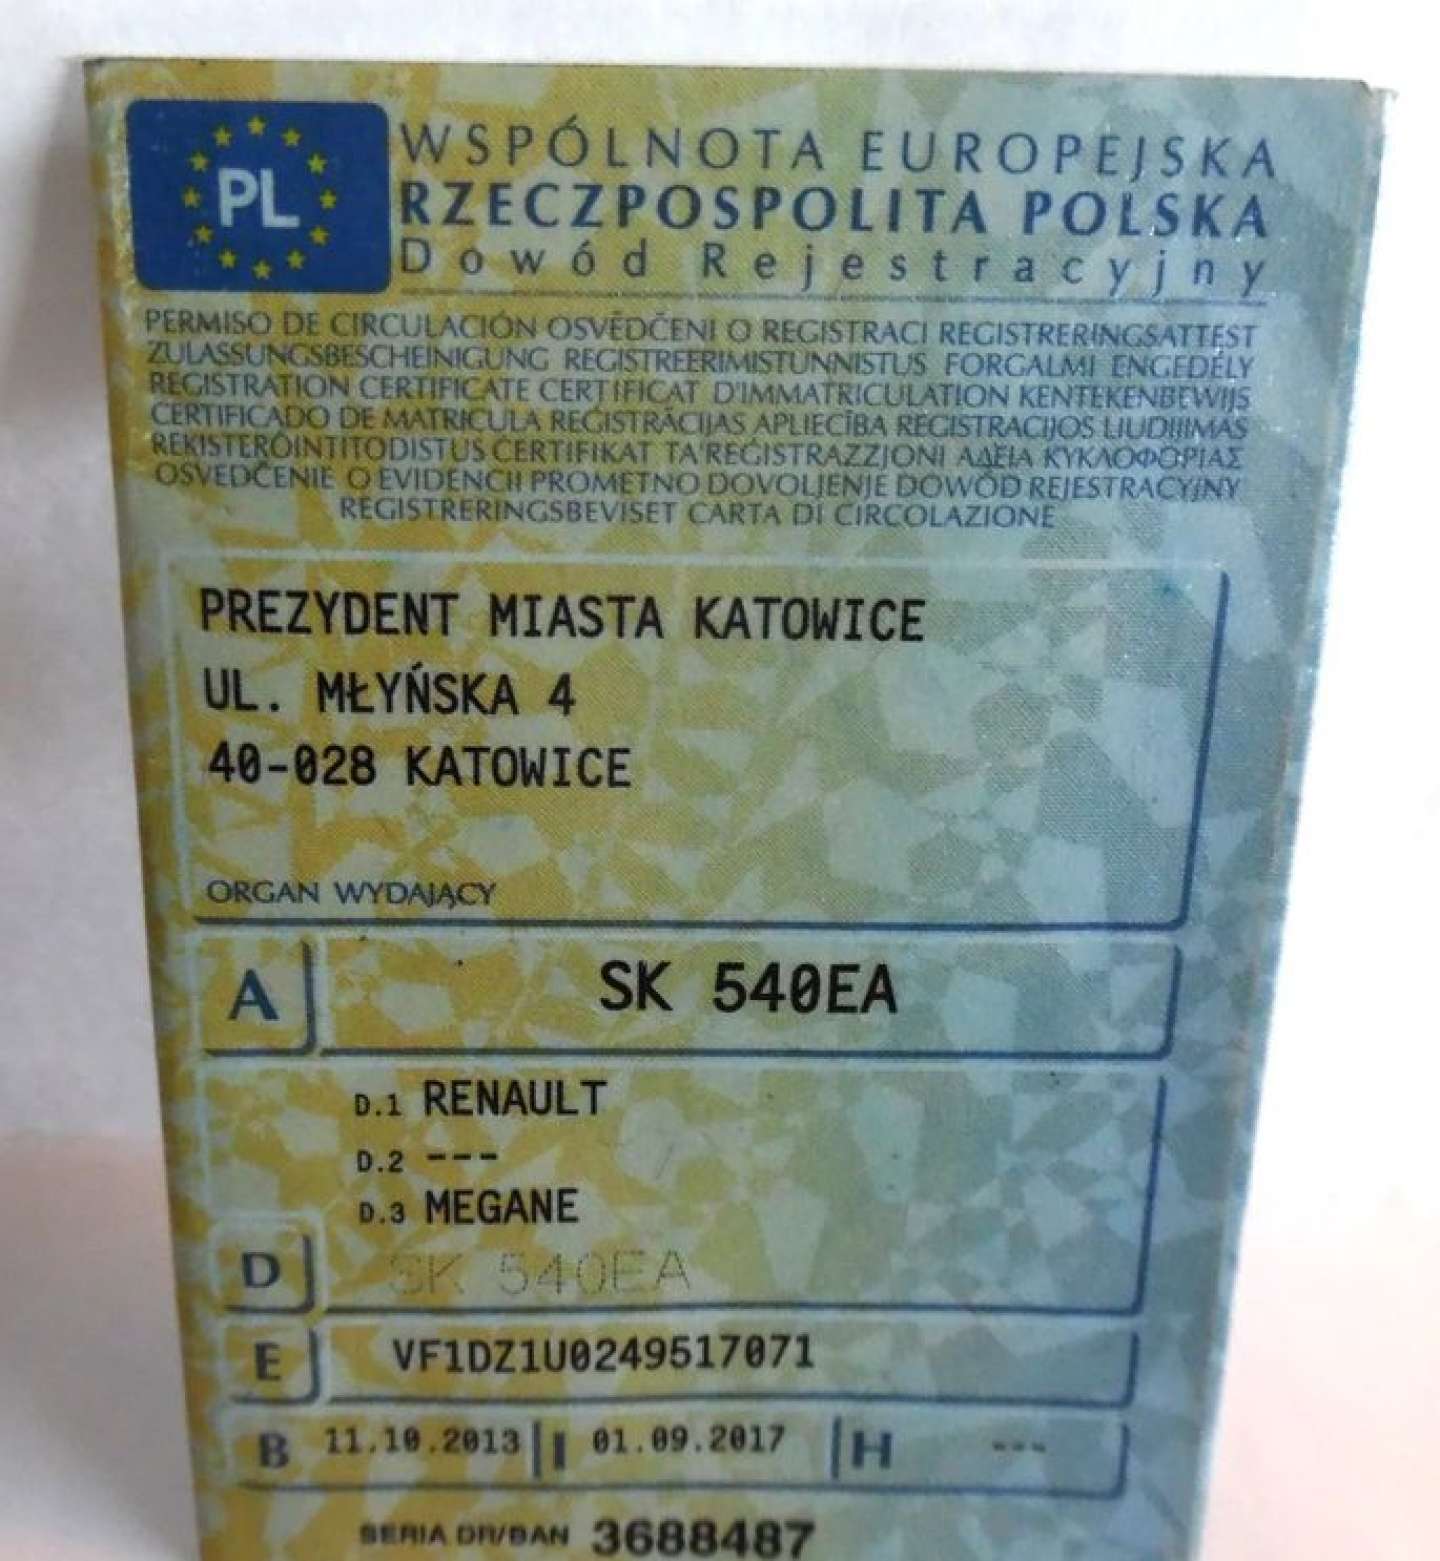 PL
WSPÓLNOTA EUROPEJSKA
RZECZPOSPOLITA POLSKA
Dowód Rejestracyjny
PERMISO DE CIRCULACIÓN OSVĔDČENI O REGISTRACI REGISTRERINGSATTEST
ZULASSUNGSBESCHEINIGUNG REGISTREERIMISTUNNISTUS FORGALMI ENGEDÉLY
REGISTRATION CERTIFICATE CERTIFICAT D'IMMATRICULATION KENTEKENBEWIJS
CERTIFICADO DE MATRICULA REĢISTRĀCIJAS APLIECĪBA REGISTRACIJOS LIUDIJIMAS
REKISTERÖINTITODISTUS CERTIFIKAT TA'REĠISTRAZZJONI ΑΔΕΙΑ ΚΥΚΛΟΦΟΡΙΑΣ
OSVEDČENIE O EVIDENCII PROMETNO DOVOLJENJE DOWÓD REJESTRACYJNY
REGISTRERINGSBEVISET CARTA DI CIRCOLAZIONE
PREZYDENT MIASTA KATOWICE
UL. MŁYŃSKA 4
40-028 KATOWICE
ORGAN WYDAJĄCY
A SK 540EA
D.1 RENAULT
D.2 ---
D.3 MEGANE
D SK 540EA
E VF1DZ1U0249517071
B 11.10.2013 I 01.09.2017 H ---
SERIA DR/BAN 3688487